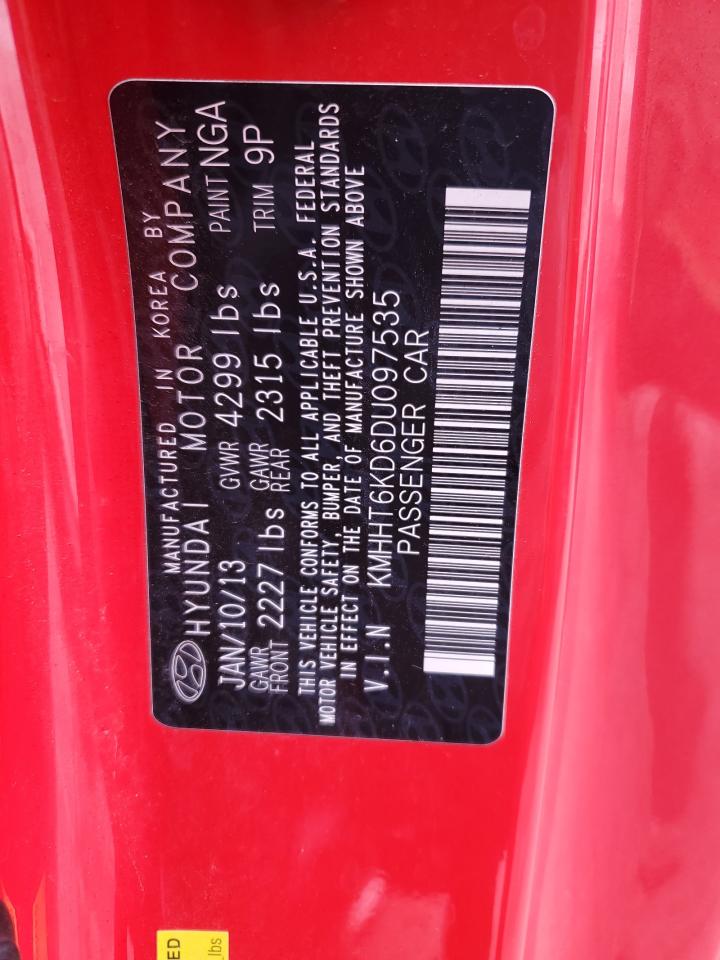 MANUFACTURED IN KOREA BY
HYUNDAI MOTOR COMPANY
JAN/10/13 GVWR 4299 lbs PAINT NGA
GAWR FRONT 2227 lbs GAWR REAR 2315 lbs TRIM 9P
THIS VEHICLE CONFORMS TO ALL APPLICABLE U.S.A. FEDERAL
MOTOR VEHICLE SAFETY, BUMPER, AND THEFT PREVENTION STANDARDS
IN EFFECT ON THE DATE OF MANUFACTURE SHOWN ABOVE
V.I.N KMHHT6KD6DU097535
PASSENGER CAR
ED
lbs